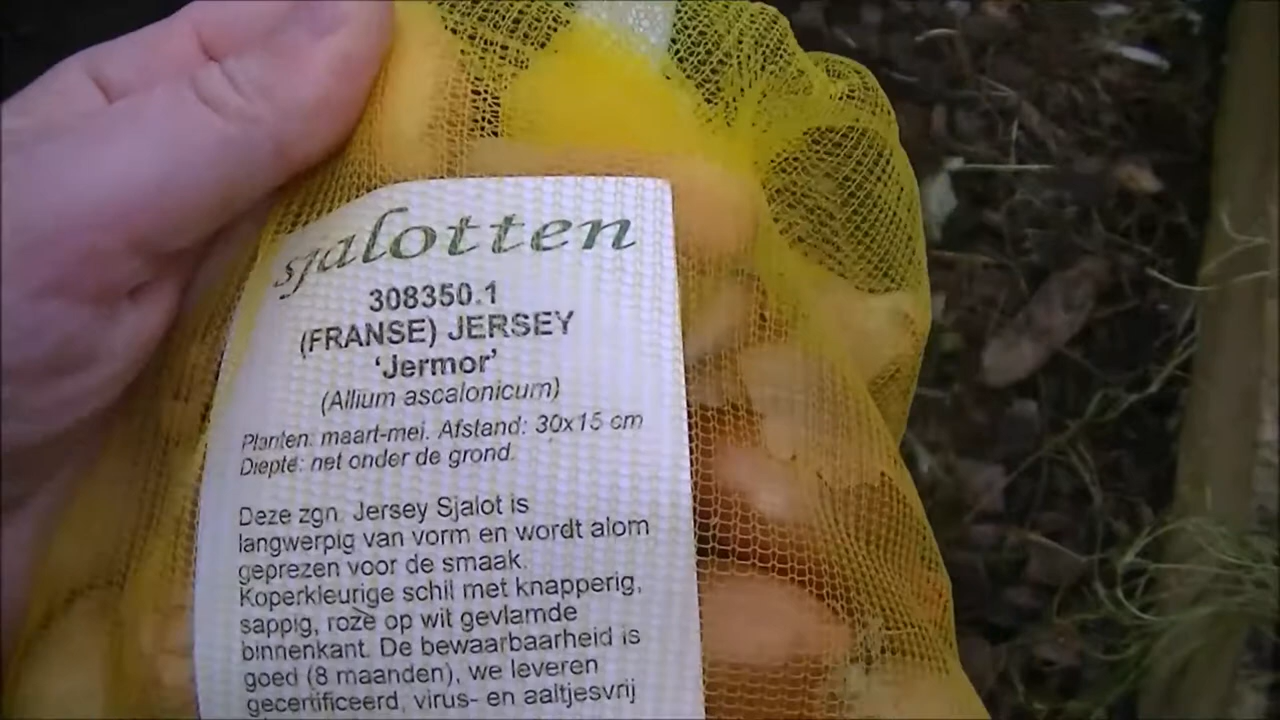 sjalotten
308350.1
(FRANSE) JERSEY
‘Jermor’
(Allium ascalonicum)
Planten: maart-mei. Afstand: 30x15 cm
Diepte: net onder de grond.
Deze zgn. Jersey Sjalot is
langwerpig van vorm en wordt alom
geprezen voor de smaak.
Koperkleurige schil met knapperig,
sappig, roze op wit gevlamde
binnenkant. De bewaarbaarheid is
goed (8 maanden), we leveren
gecertificeerd, virus- en aaltjesvrij